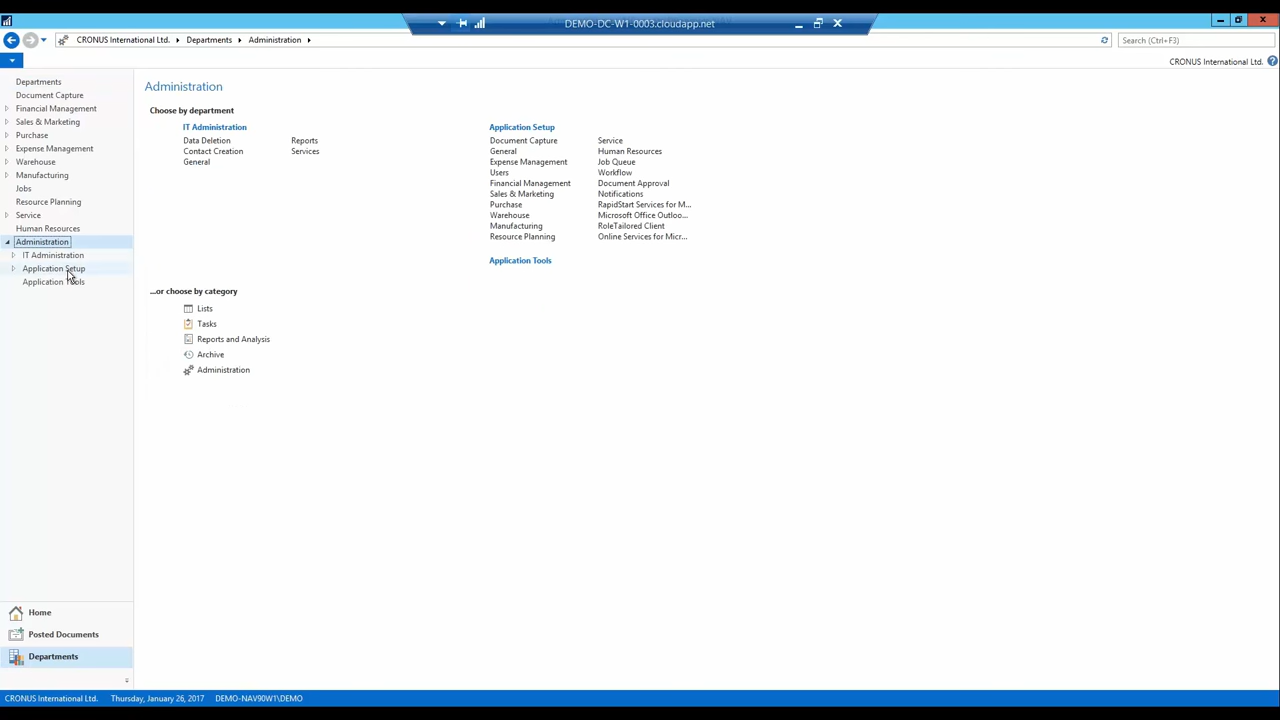 DEMO-DC-W1-0003.cloudapp.net
CRONUS International Ltd. Departments Administration
Search (Ctrl+F3)
CRONUS International Ltd.
Departments
Document Capture
Financial Management
Sales & Marketing
Purchase
Expense Management
Warehouse
Manufacturing
Jobs
Resource Planning
Service
Human Resources
Administration
IT Administration
Application Setup
Application Tools
Home
Posted Documents
Departments
Administration
Choose by department
IT Administration
Data Deletion Reports
Contact Creation Services
General
Application Setup
Document Capture Service
General Human Resources
Expense Management Job Queue
Users Workflow
Financial Management Document Approval
Sales & Marketing Notifications
Purchase RapidStart Services for M...
Warehouse Microsoft Office Outloo...
Manufacturing RoleTailored Client
Resource Planning Online Services for Micr...
Application Tools
...or choose by category
Lists
Tasks
Reports and Analysis
Archive
Administration
CRONUS International Ltd. Thursday, January 26, 2017 DEMO-NAV90W1\DEMO